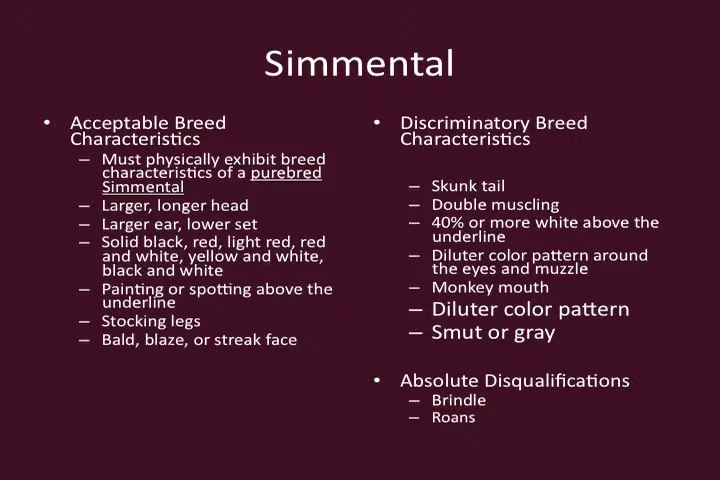 Simmental
• Acceptable Breed
Characteristics
– Must physically exhibit breed
characteristics of a purebred
Simmental
– Larger, longer head
– Larger ear, lower set
– Solid black, red, light red, red
and white, yellow and white,
black and white
– Painting or spotting above the
underline
– Stocking legs
– Bald, blaze, or streak face
• Discriminatory Breed
Characteristics
– Skunk tail
– Double muscling
– 40% or more white above the
underline
– Diluter color pattern around
the eyes and muzzle
– Monkey mouth
– Diluter color pattern
– Smut or gray
• Absolute Disqualifications
– Brindle
– Roans